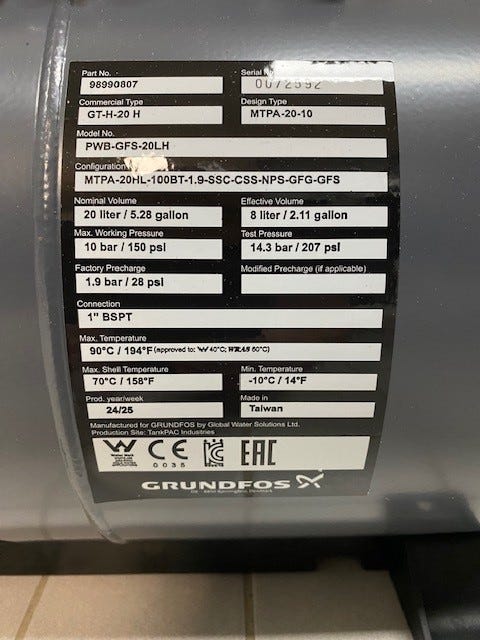 Part No. Serial No
98990807 0072592
Commercial Type Design Type
GT-H-20 H MTPA-20-10
Model No.
PWB-GFS-20LH
Configuration
MTPA-20HL-100BT-1.9-SSC-CSS-NPS-GFG-GFS
Nominal Volume Effective Volume
20 liter / 5.28 gallon 8 liter / 2.11 gallon
Max. Working Pressure Test Pressure
10 bar / 150 psi 14.3 bar / 207 psi
Factory Precharge Modified Precharge (if applicable)
1.9 bar / 28 psi
Connection
1" BSPT
Max. Temperature
90°C / 194°F (approved to: 40°C; WRAS 60°C)
Max. Shell Temperature Min. Temperature
70°C / 158°F -10°C / 14°F
Prod. year/week Made in
24/25 Taiwan
Manufactured for GRUNDFOS by Global Water Solutions Ltd.
Production Site: TankPAC Industries
CE EAC
0035
GRUNDFOS